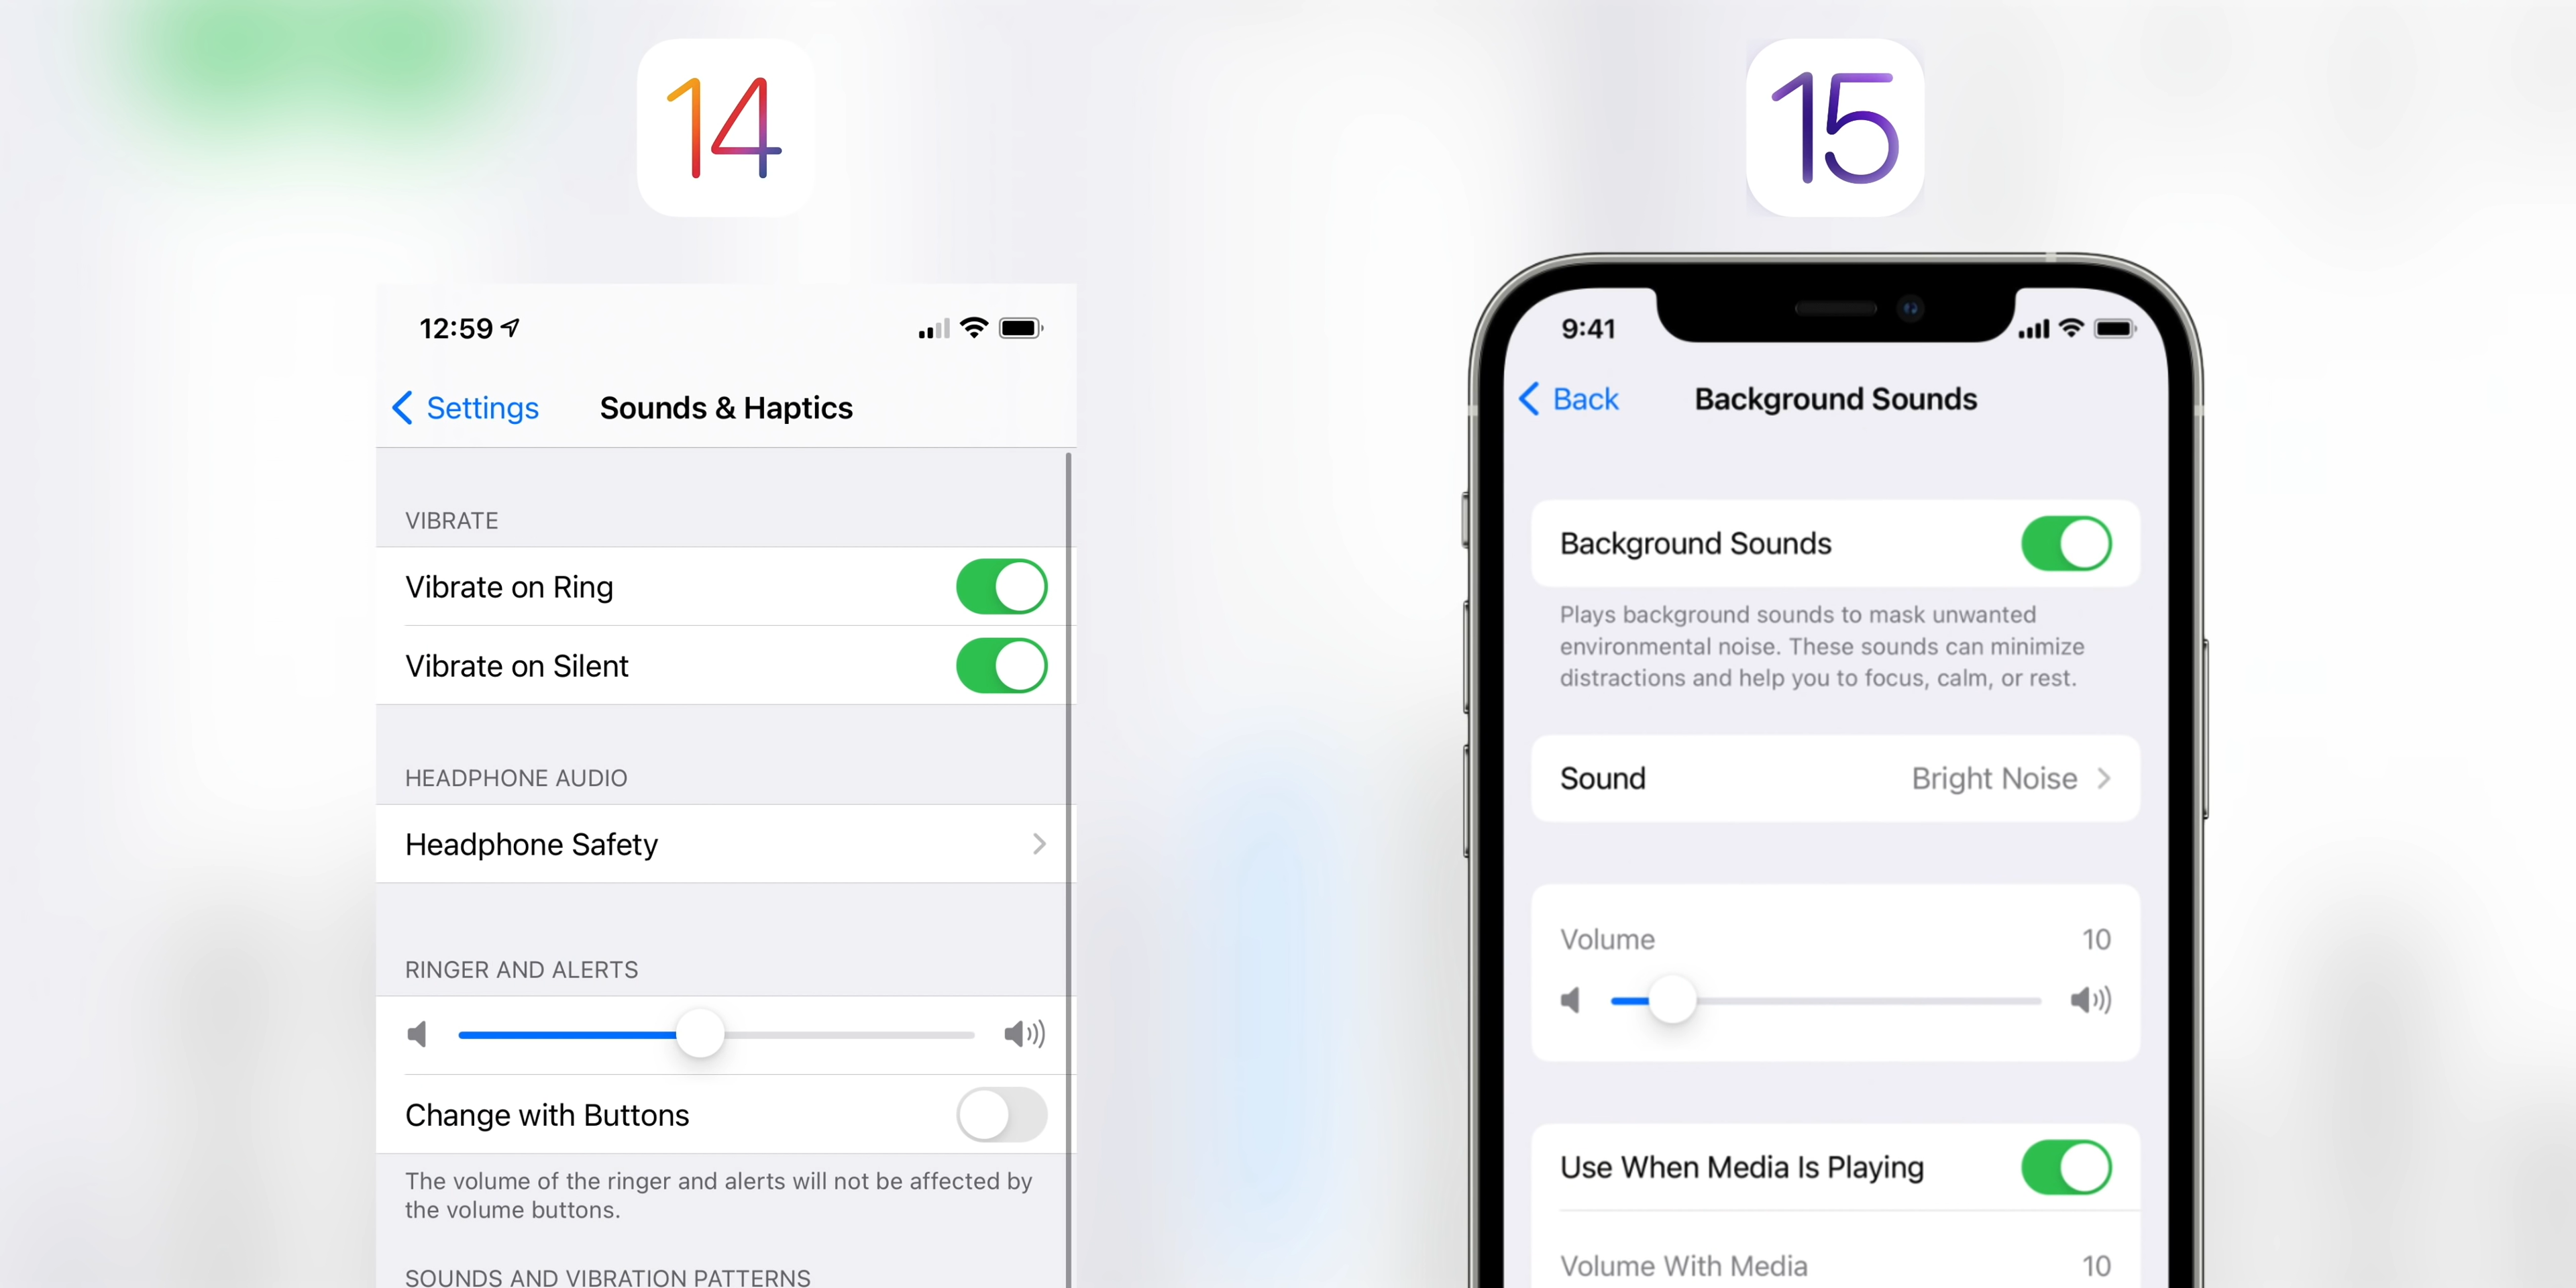 14
12:59
Settings
Sounds & Haptics
VIBRATE
Vibrate on Ring
Vibrate on Silent
HEADPHONE AUDIO
Headphone Safety
RINGER AND ALERTS
Change with Buttons
The volume of the ringer and alerts will not be affected by
the volume buttons.
SOUNDS AND VIBRATION PATTERNS
15
9:41
Back
Background Sounds
Background Sounds
Plays background sounds to mask unwanted
environmental noise. These sounds can minimize
distractions and help you to focus, calm, or rest.
Sound Bright Noise
Volume 10
Use When Media Is Playing
Volume With Media 10